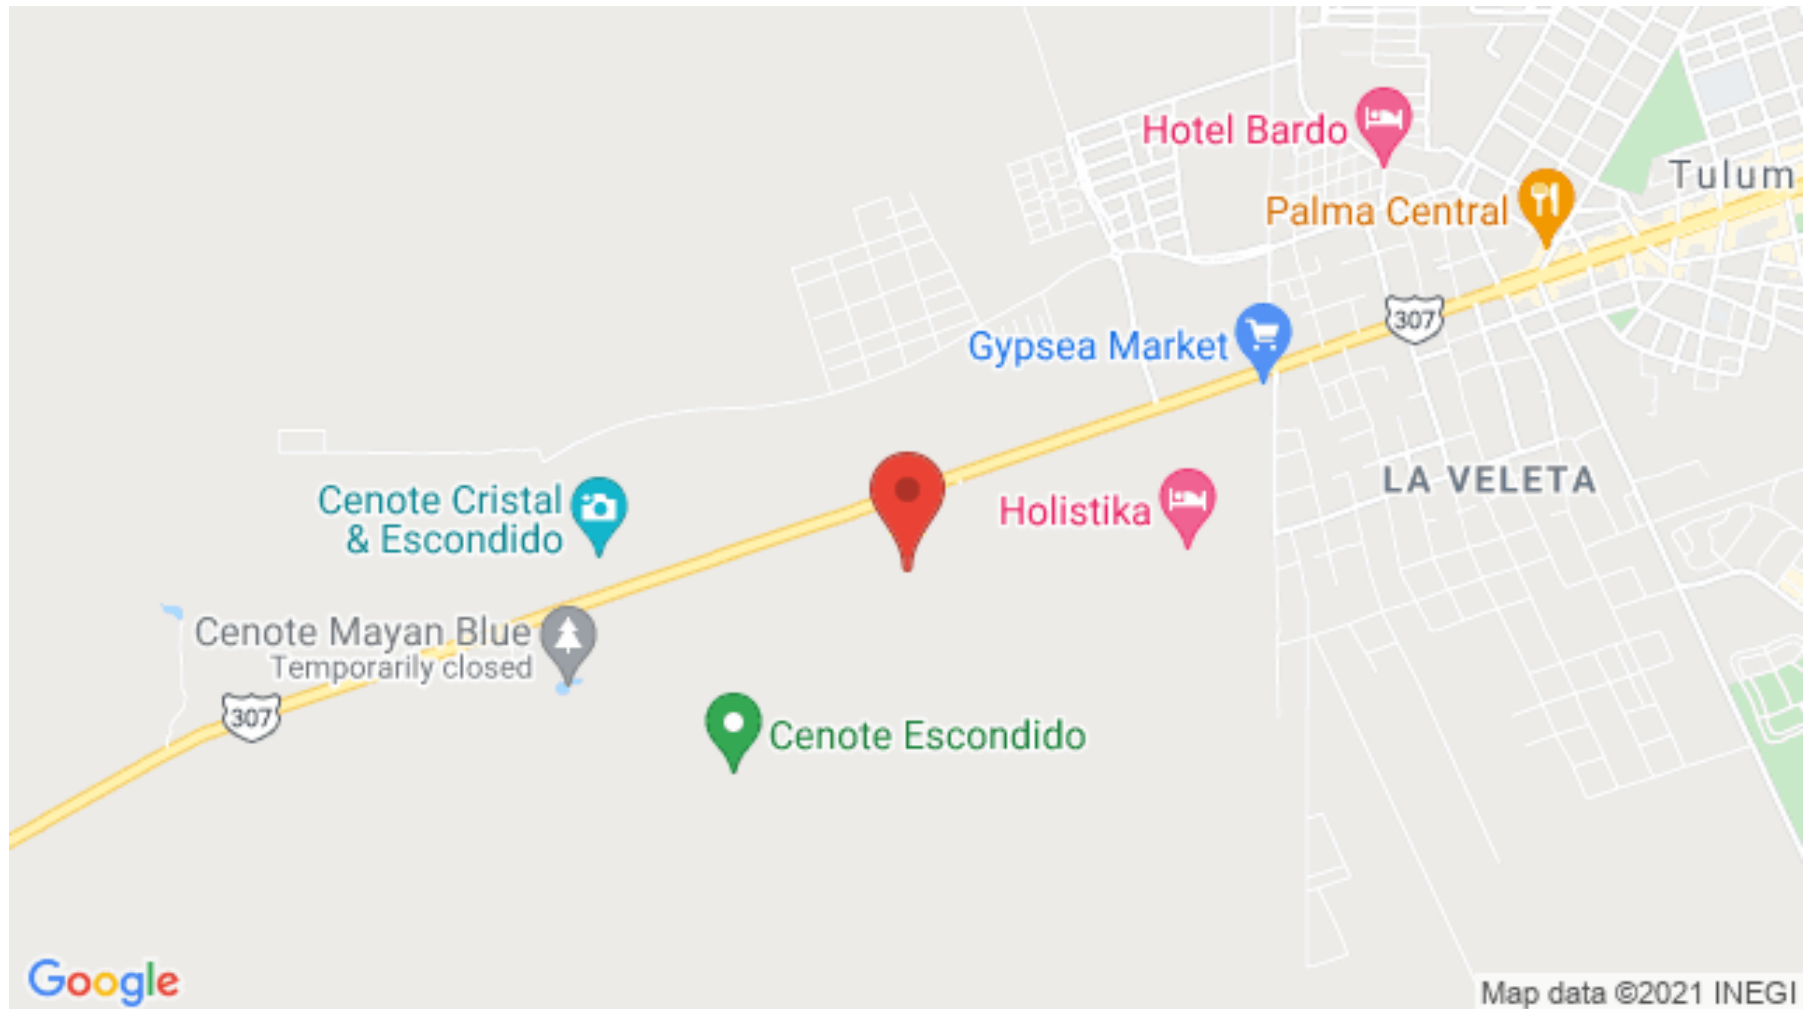 Hotel Bardo
Tulum
Palma Central
307
Gypsea Market
LA VELETA
Cenote Cristal
& Escondido
Holistika
Cenote Mayan Blue
Temporarily closed
307
Cenote Escondido
Google
Map data ©2021 INEGI